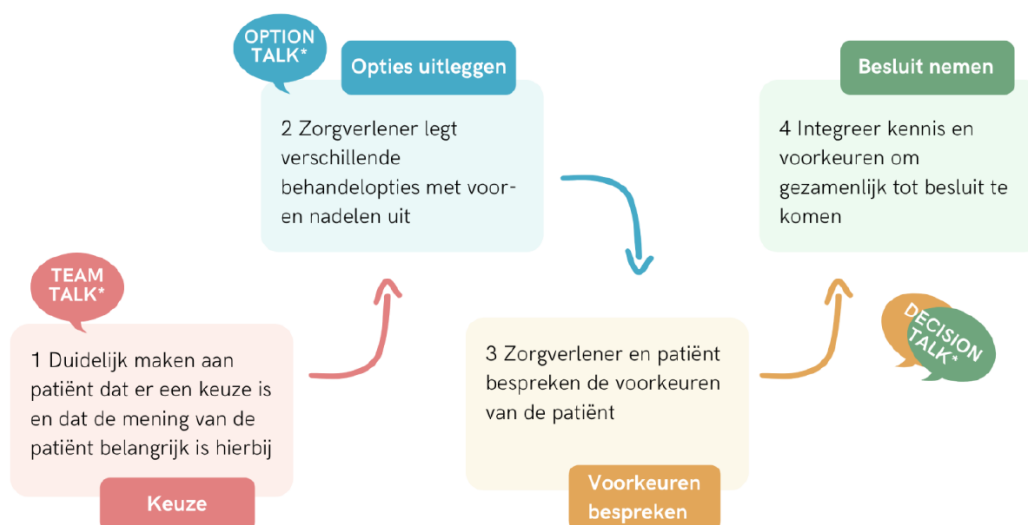 TEAM
TALK*
1 Duidelijk maken aan
patiënt dat er een keuze is
en dat de mening van de
patiënt belangrijk is hierbij
Keuze
OPTION
TALK*
Opties uitleggen
2 Zorgverlener legt
verschillende
behandelopties met voor-
en nadelen uit
3 Zorgverlener en patiënt
bespreken de voorkeuren
van de patiënt
Voorkeuren
bespreken
Besluit nemen
4 Integreer kennis en
voorkeuren om
gezamenlijk tot besluit te
komen
DECISION
TALK*